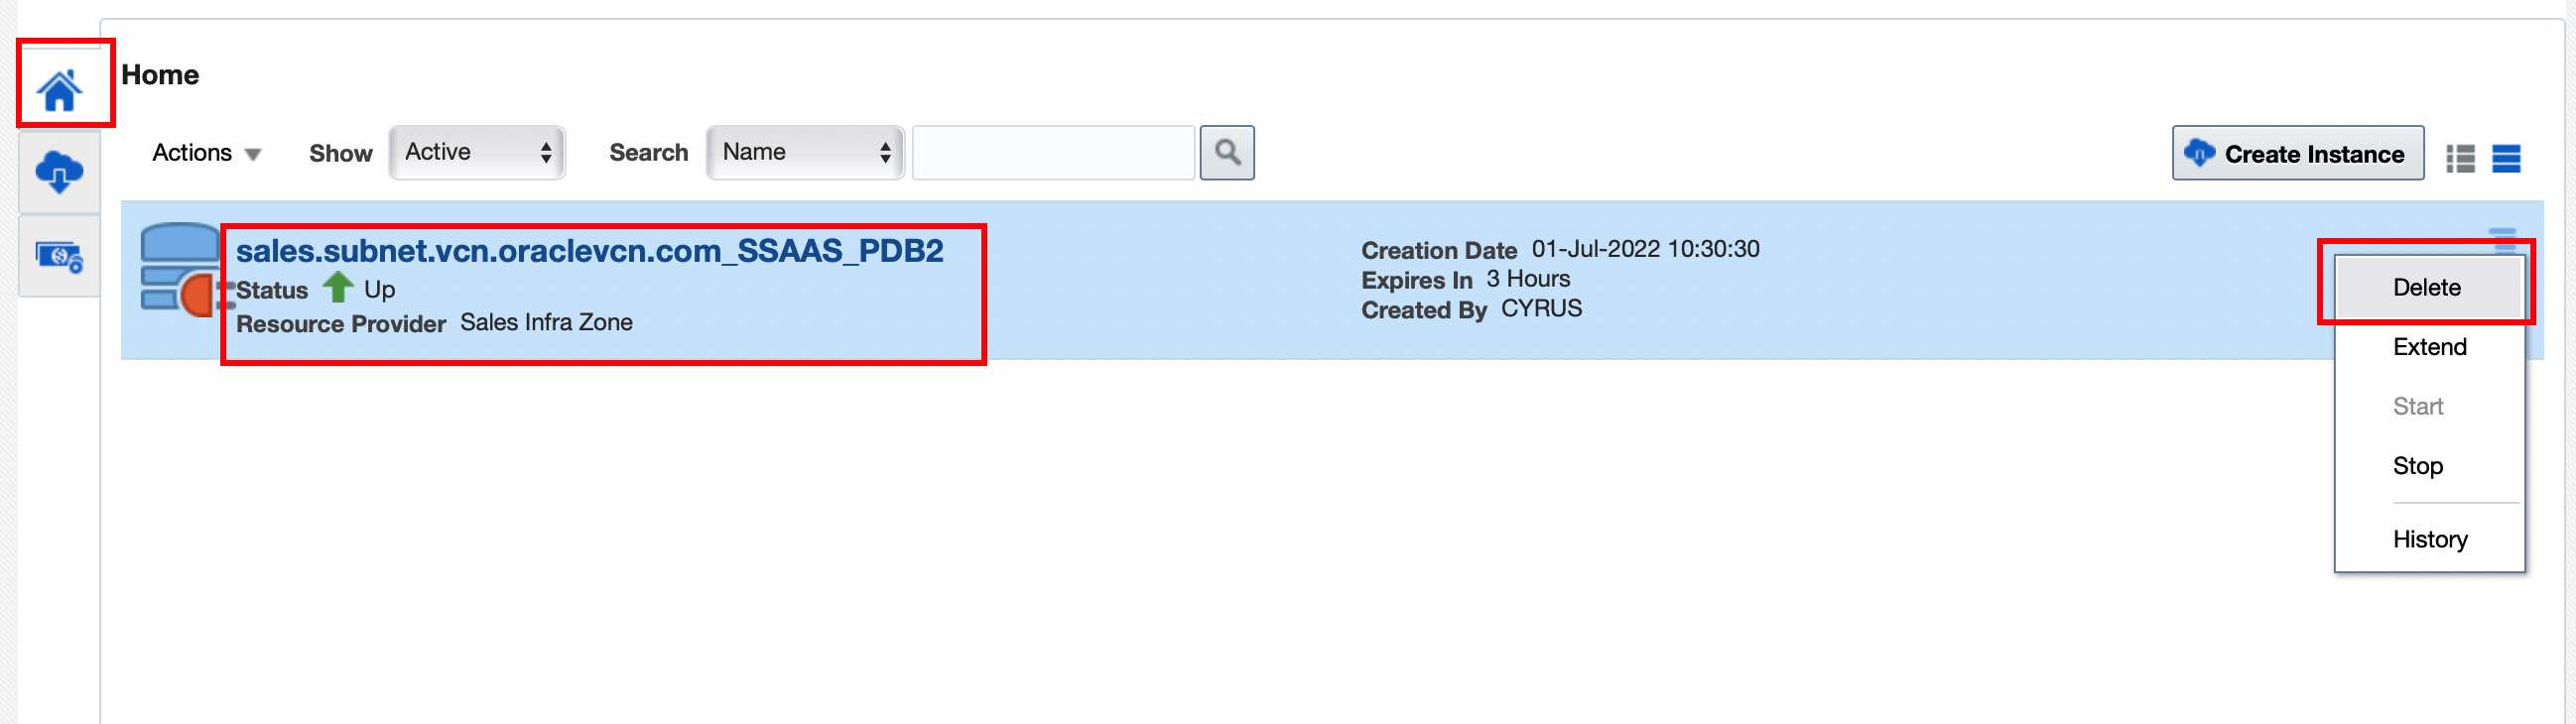 Home
Actions Show Active Search Name Create Instance
sales.subnet.vcn.oraclevcn.com_SSAAS_PDB2
Status Up
Resource Provider Sales Infra Zone
Creation Date 01-Jul-2022 10:30:30
Expires In 3 Hours
Created By CYRUS
Delete
Extend
Start
Stop
History